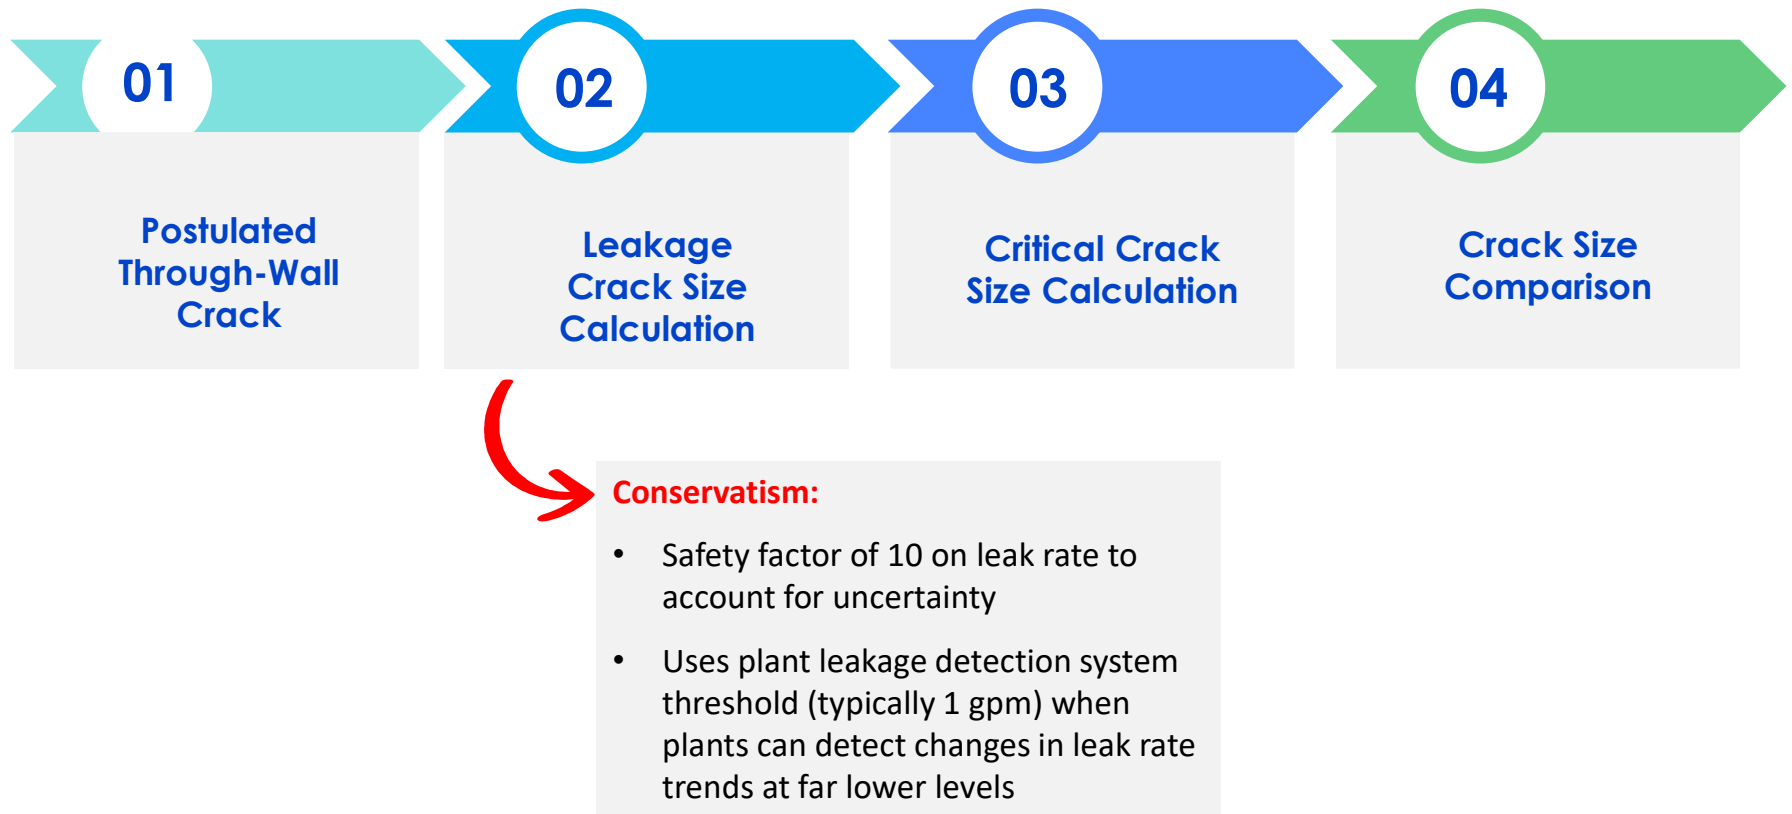 01
Postulated
Through-Wall
Crack
02
Leakage
Crack Size
Calculation
03
Critical Crack
Size Calculation
04
Crack Size
Comparison
Conservatism:
• Safety factor of 10 on leak rate to
account for uncertainty
• Uses plant leakage detection system
threshold (typically 1 gpm) when
plants can detect changes in leak rate
trends at far lower levels